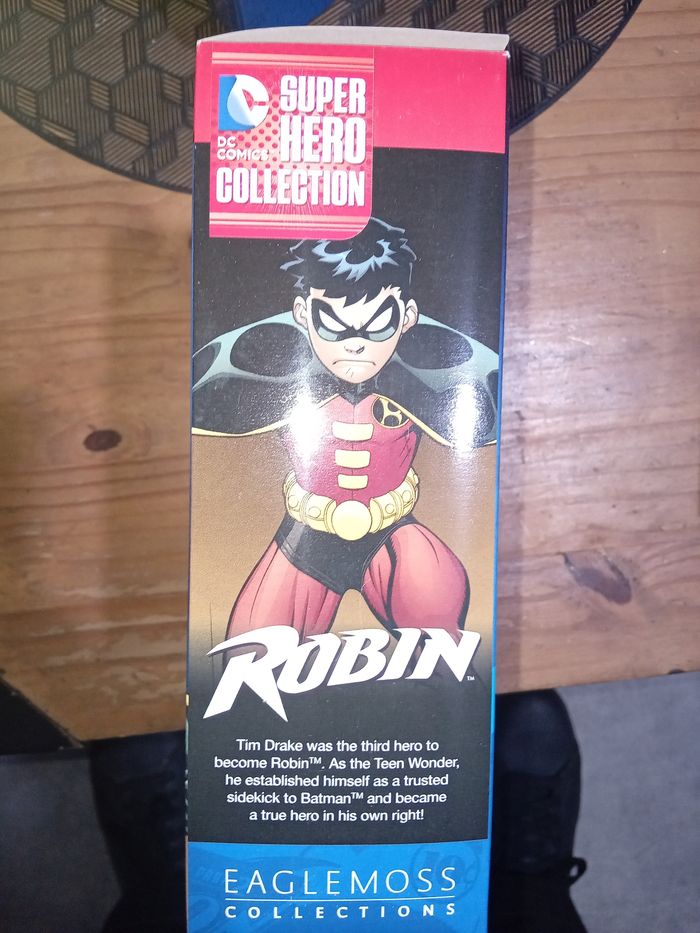 DC
COMICS
SUPER
HERO
COLLECTION
ROBIN™
Tim Drake was the third hero to
become Robin™. As the Teen Wonder,
he established himself as a trusted
sidekick to Batman™ and became
a true hero in his own right!
EAGLEMOSS
COLLECTIONS